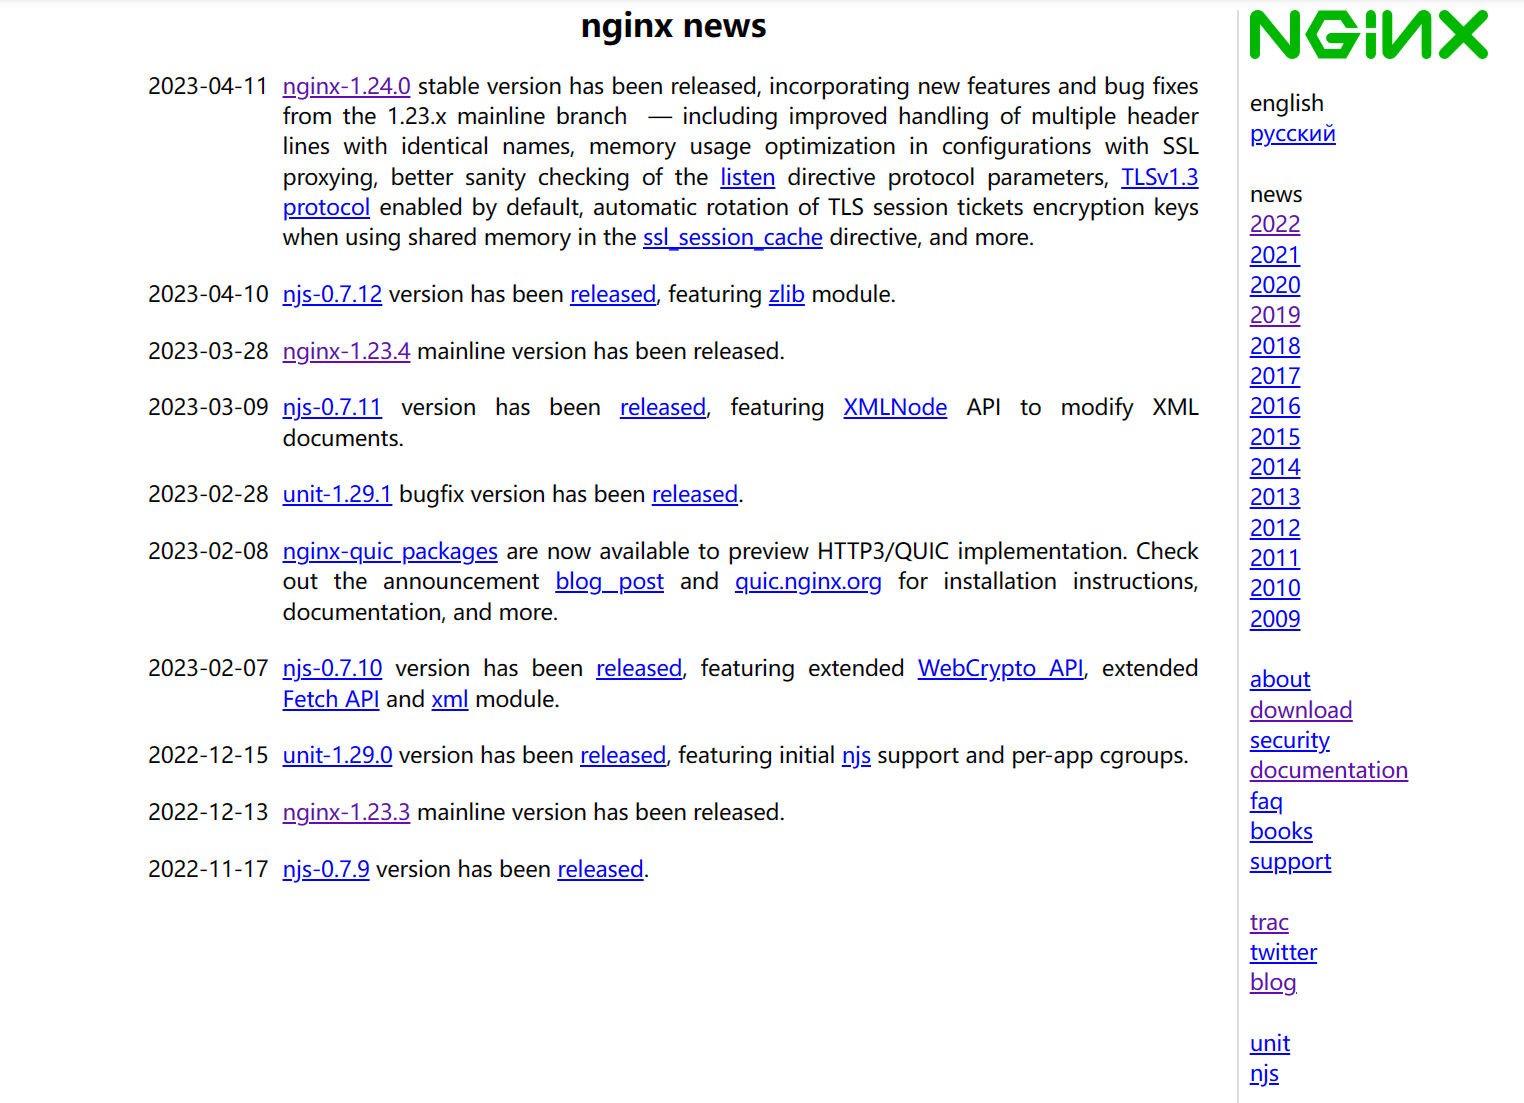 nginx news
2023-04-11 nginx-1.24.0 stable version has been released, incorporating new features and bug fixes
from the 1.23.x mainline branch — including improved handling of multiple header
lines with identical names, memory usage optimization in configurations with SSL
proxying, better sanity checking of the listen directive protocol parameters, TLSv1.3
protocol enabled by default, automatic rotation of TLS session tickets encryption keys
when using shared memory in the ssl_session_cache directive, and more.
2023-04-10 njs-0.7.12 version has been released, featuring zlib module.
2023-03-28 nginx-1.23.4 mainline version has been released.
2023-03-09 njs-0.7.11 version has been released, featuring XMLNode API to modify XML
documents.
2023-02-28 unit-1.29.1 bugfix version has been released.
2023-02-08 nginx-quic packages are now available to preview HTTP3/QUIC implementation. Check
out the announcement blog post and quic.nginx.org for installation instructions,
documentation, and more.
2023-02-07 njs-0.7.10 version has been released, featuring extended WebCrypto API, extended
Fetch API and xml module.
2022-12-15 unit-1.29.0 version has been released, featuring initial njs support and per-app cgroups.
2022-12-13 nginx-1.23.3 mainline version has been released.
2022-11-17 njs-0.7.9 version has been released.
NGINX
english
русский
news
2022
2021
2020
2019
2018
2017
2016
2015
2014
2013
2012
2011
2010
2009
about
download
security
documentation
faq
books
support
trac
twitter
blog
unit
njs